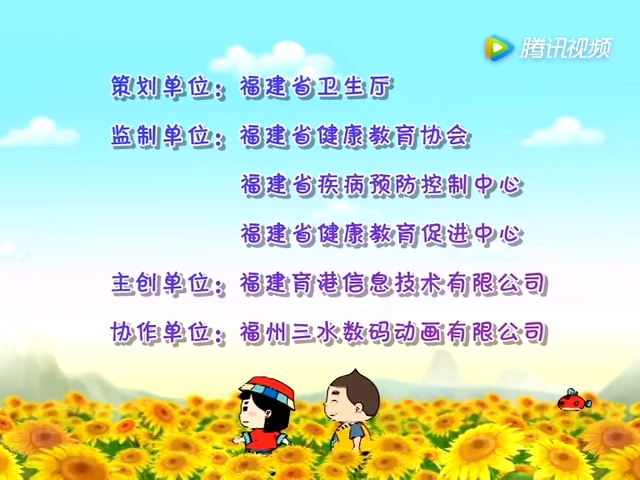 腾讯视频
策划单位：福建省卫生厅
监制单位：福建省健康教育协会
福建省疾病预防控制中心
福建省健康教育促进中心
主创单位：福建育港信息技术有限公司
协作单位：福州三水数码动画有限公司